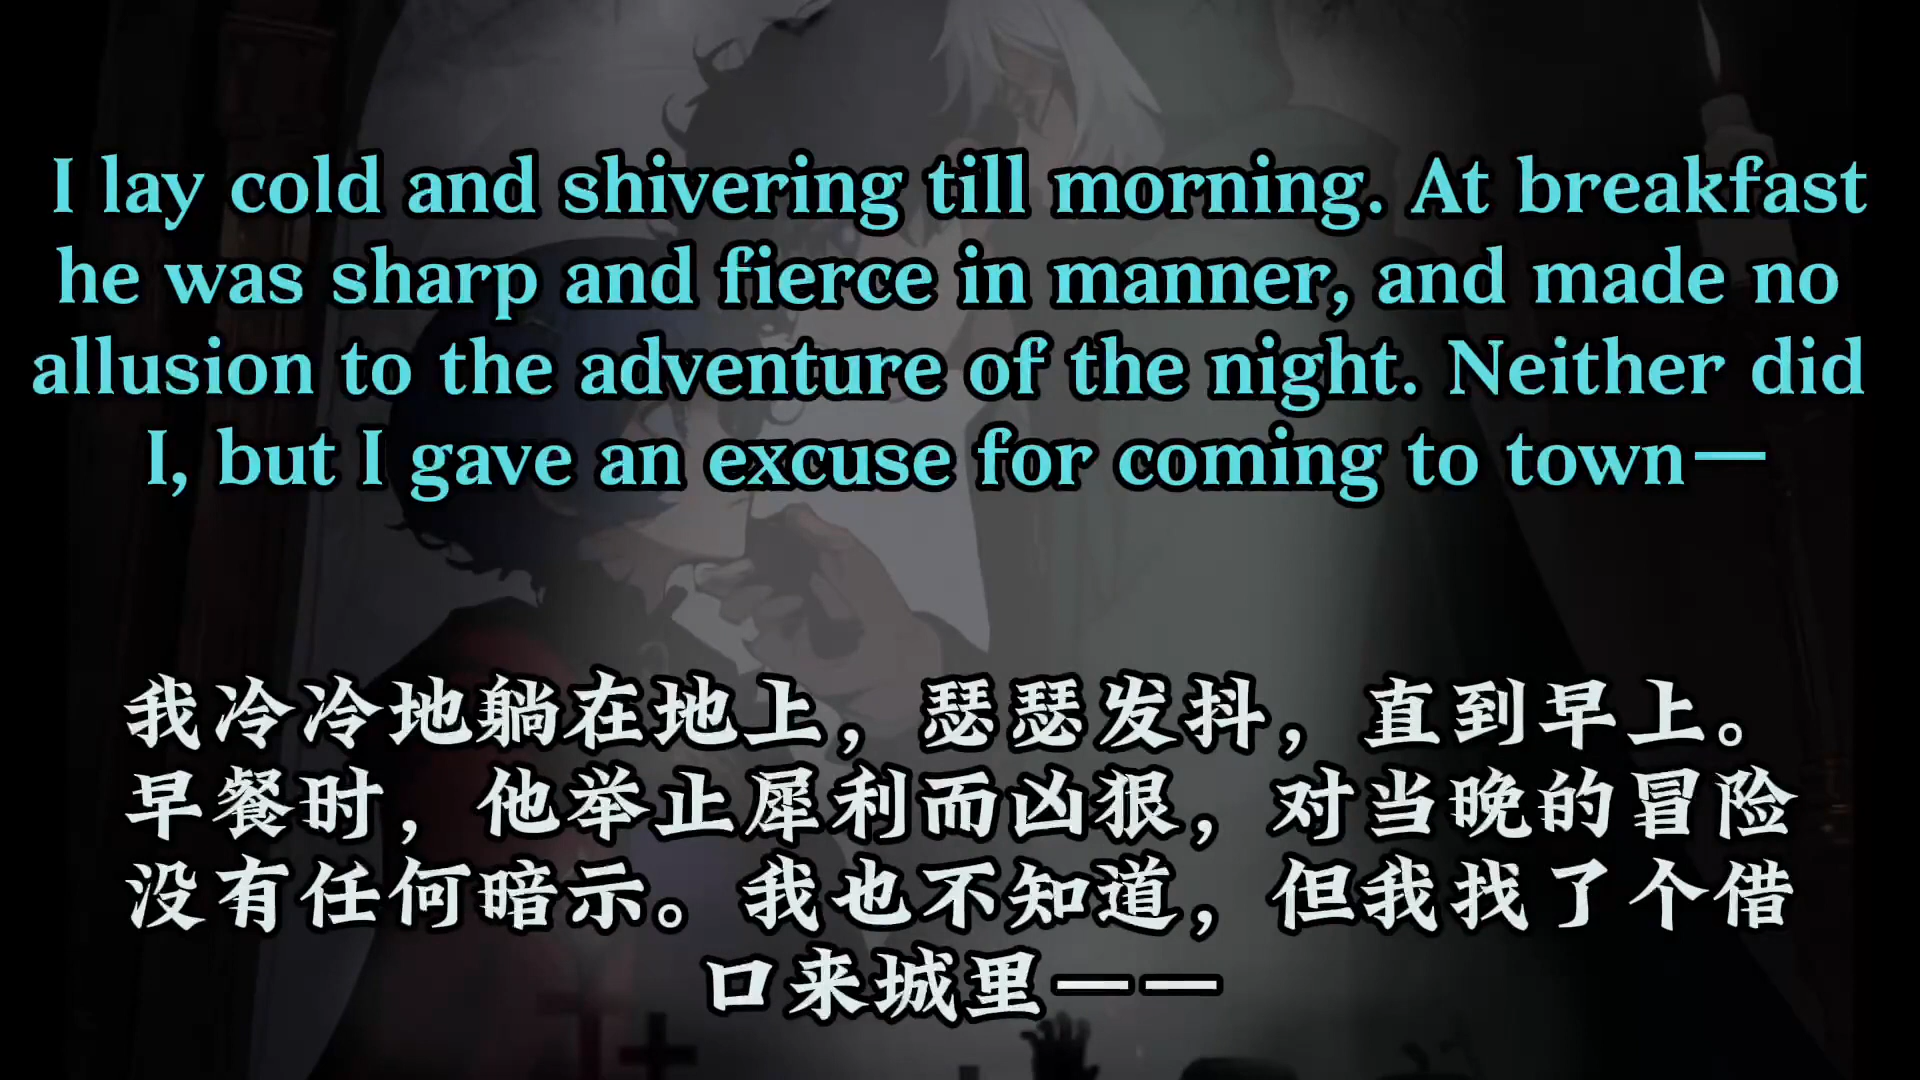 I lay cold and shivering till morning. At breakfast
he was sharp and fierce in manner, and made no
allusion to the adventure of the night. Neither did
I, but I gave an excuse for coming to town—
我冷冷地躺在地上，瑟瑟发抖，直到早上。
早餐时，他举止犀利而凶狠，对当晚的冒险
没有任何暗示。我也不知道，但我找了个借
口来城里——